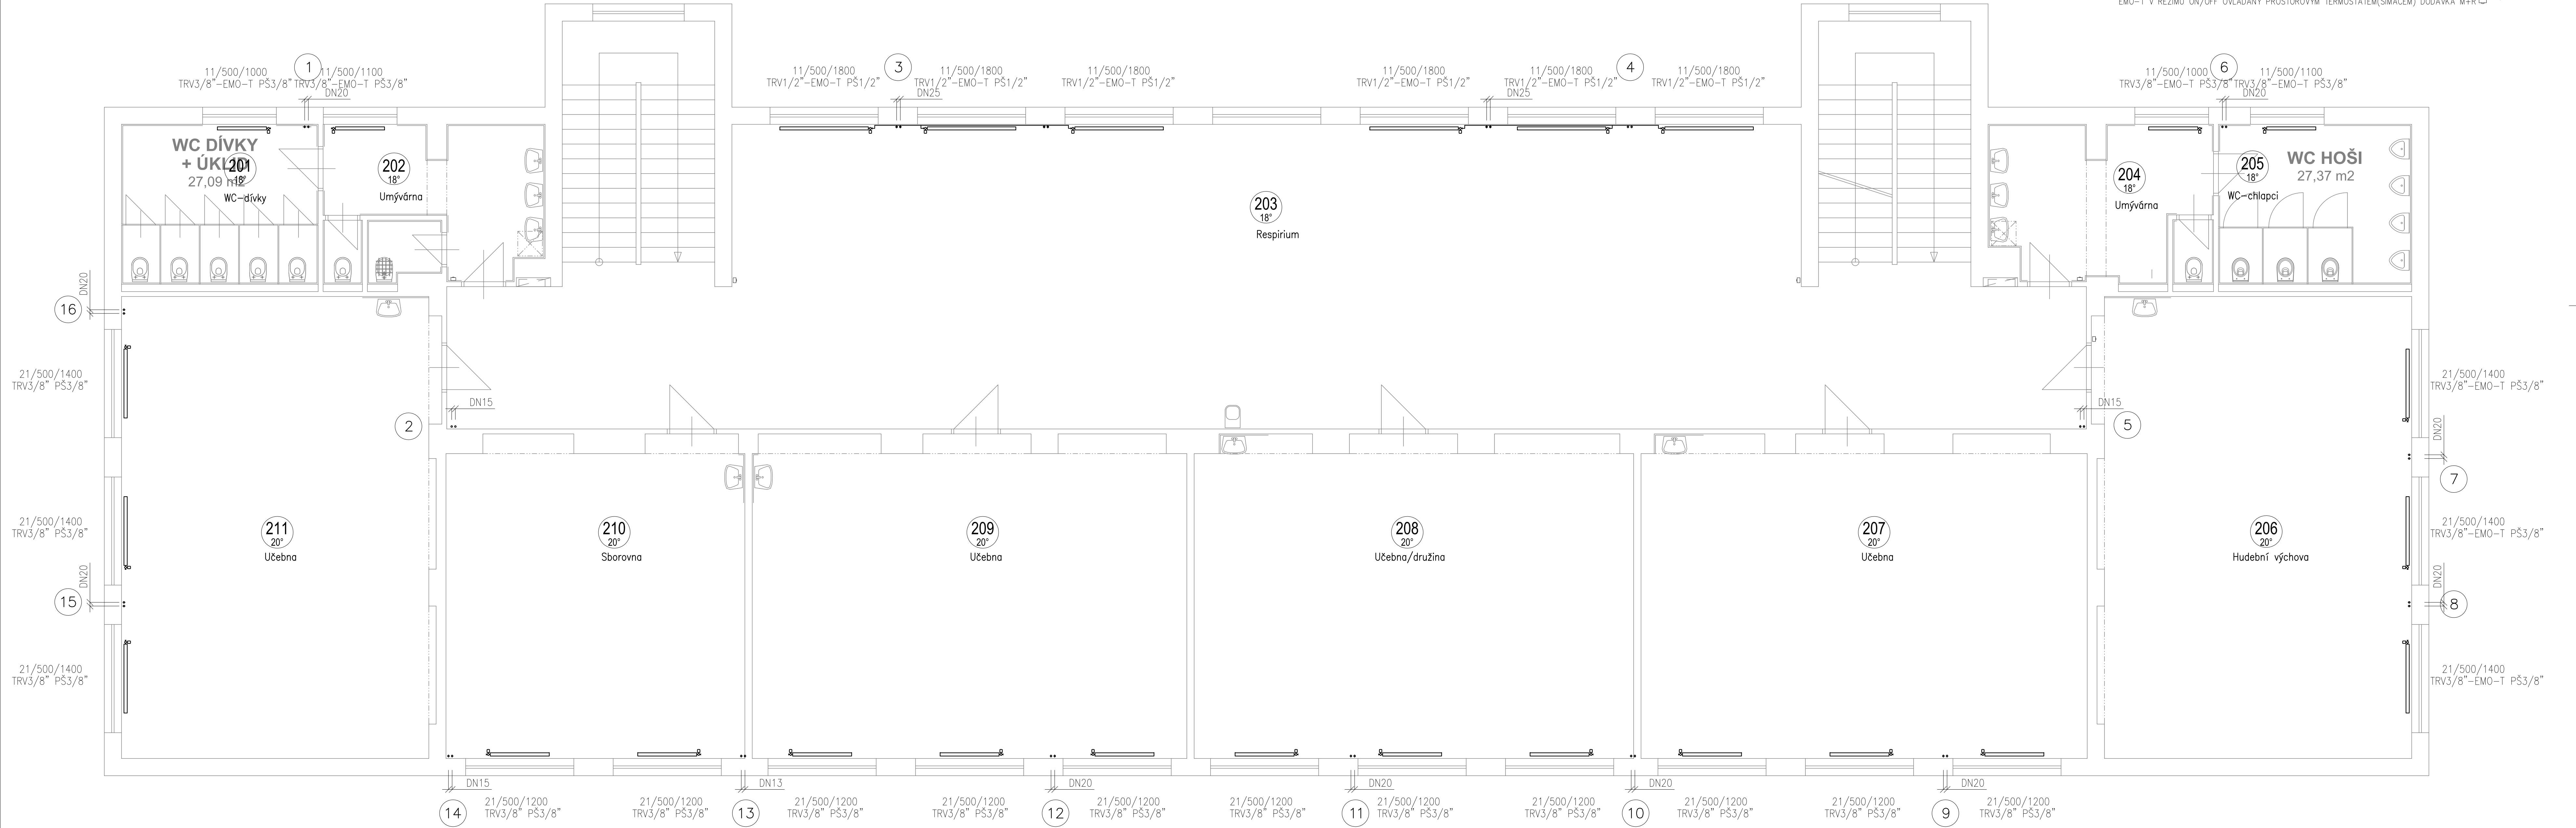 EMO-T V REŽIMU ON/OFF OVLÁDANÝ PROSTOROVÝM TERMOSTATEM(SIMAČEM) DODÁVKA M+R
1
3
4
6
11/500/1000
TRV3/8"-EMO-T PŠ3/8"
11/500/1100
TRV3/8"-EMO-T PŠ3/8"
DN20
11/500/1800
TRV1/2"-EMO-T PŠ1/2"
DN25
11/500/1800
TRV1/2"-EMO-T PŠ1/2"
11/500/1800
TRV1/2"-EMO-T PŠ1/2"
11/500/1800
TRV1/2"-EMO-T PŠ1/2"
DN25
11/500/1800
TRV1/2"-EMO-T PŠ1/2"
11/500/1800
TRV1/2"-EMO-T PŠ1/2"
11/500/1000
TRV3/8"-EMO-T PŠ3/8"
11/500/1100
TRV3/8"-EMO-T PŠ3/8"
DN20
WC DÍVKY
+ ÚKLID
27,09 m2
201
18°
WC-dívky
202
18°
Umývárna
203
18°
Respirium
204
18°
Umývárna
205
18°
WC-chlapci
WC HOŠI
27,37 m2
DN20
16
21/500/1400
TRV3/8" PŠ3/8"
2
DN15
DN15
5
21/500/1400
TRV3/8"-EMO-T PŠ3/8"
DN20
7
21/500/1400
TRV3/8" PŠ3/8"
211
20°
Učebna
210
20°
Sborovna
209
20°
Učebna
208
20°
Učebna/družina
207
20°
Učebna
206
20°
Hudební výchova
21/500/1400
TRV3/8"-EMO-T PŠ3/8"
DN20
15
DN20
8
21/500/1400
TRV3/8" PŠ3/8"
21/500/1400
TRV3/8"-EMO-T PŠ3/8"
DN15
DN13
DN20
DN20
DN20
DN20
14
21/500/1200
TRV3/8" PŠ3/8"
21/500/1200
TRV3/8" PŠ3/8"
13
21/500/1200
TRV3/8" PŠ3/8"
21/500/1200
TRV3/8" PŠ3/8"
12
21/500/1200
TRV3/8" PŠ3/8"
21/500/1200
TRV3/8" PŠ3/8"
11
21/500/1200
TRV3/8" PŠ3/8"
21/500/1200
TRV3/8" PŠ3/8"
10
21/500/1200
TRV3/8" PŠ3/8"
21/500/1200
TRV3/8" PŠ3/8"
9
21/500/1200
TRV3/8" PŠ3/8"